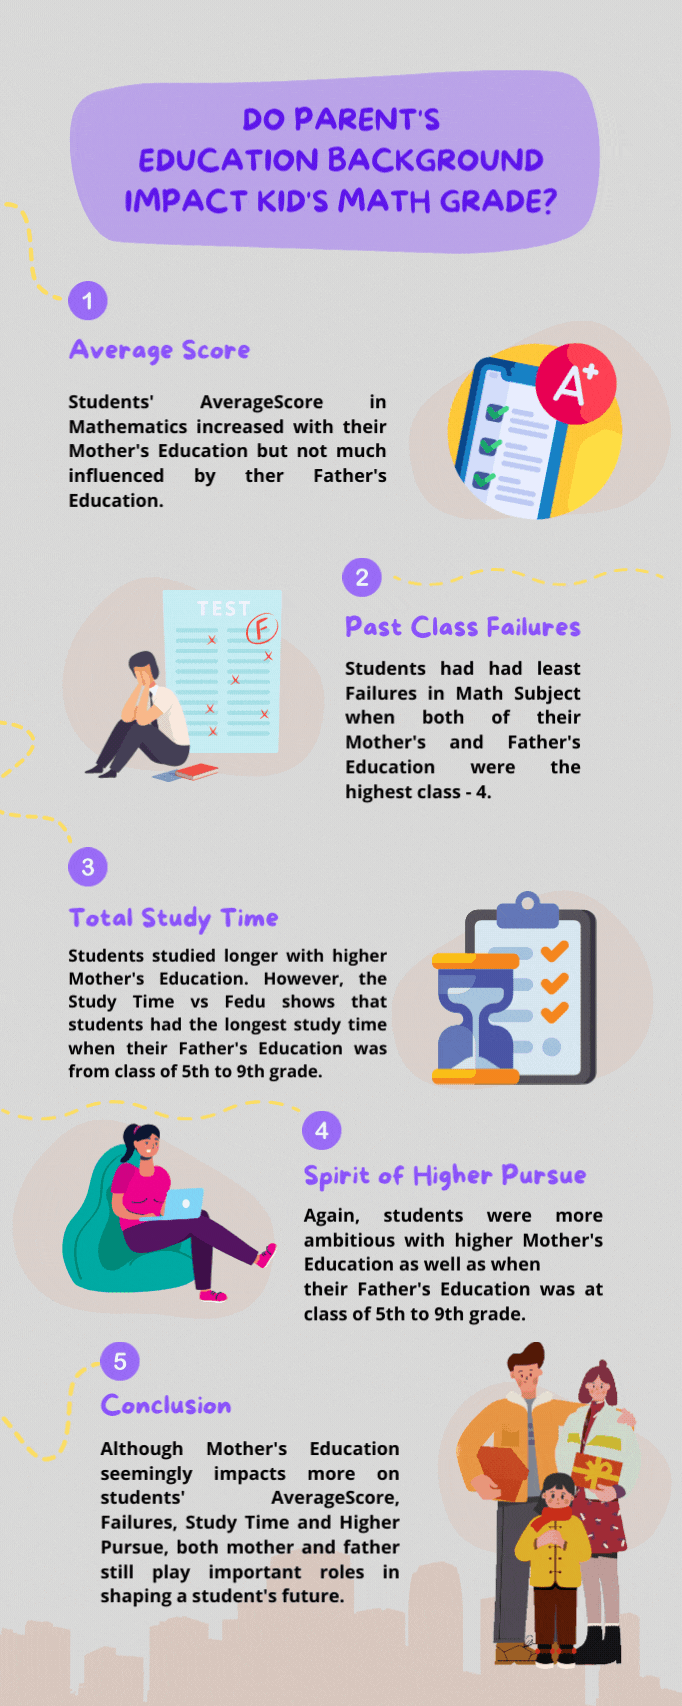 DO PARENT'S
EDUCATION BACKGROUND
IMPACT KID'S MATH GRADE?
1
Average Score
Students' AverageScore in
Mathematics increased with their
Mother's Education but not much
influenced by ther Father's
Education.
A+
2
Past Class Failures
Students had had least
Failures in Math Subject
when both of their
Mother's and Father's
Education were the
highest class - 4.
TEST
F
3
Total Study Time
Students studied longer with higher
Mother's Education. However, the
Study Time vs Fedu shows that
students had the longest study time
when their Father's Education was
from class of 5th to 9th grade.
4
Spirit of Higher Pursue
Again, students were more
ambitious with higher Mother's
Education as well as when
their Father's Education was at
class of 5th to 9th grade.
5
Conclusion
Although Mother's Education
seemingly impacts more on
students' AverageScore,
Failures, Study Time and Higher
Pursue, both mother and father
still play important roles in
shaping a student's future.